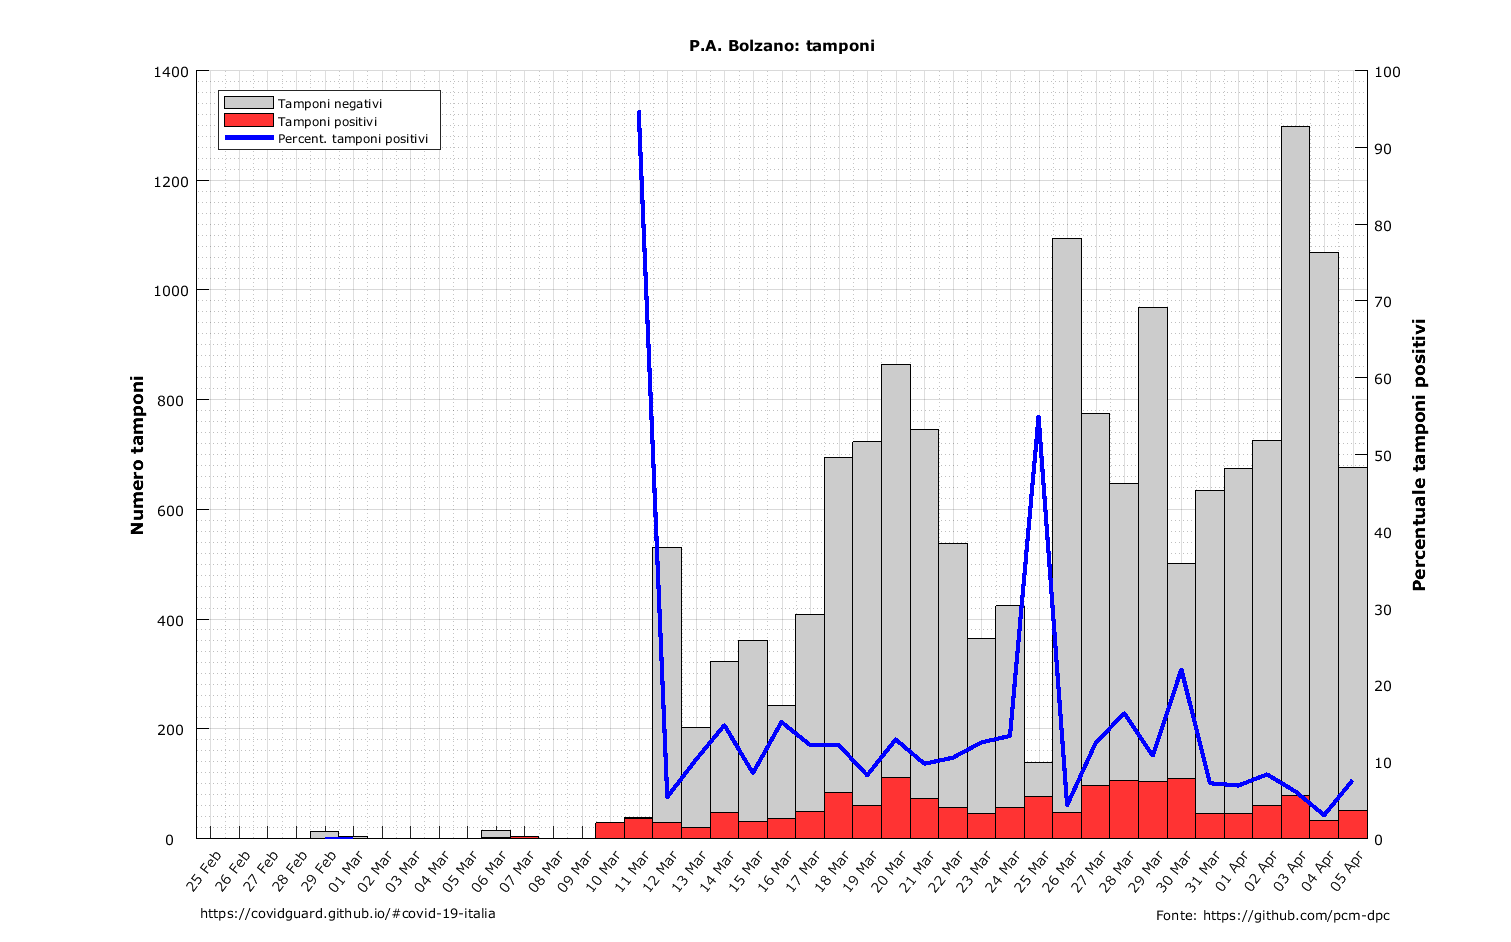 P.A. Bolzano: tamponi
1400
1200
1000
800
600
400
200
0
Numero tamponi
Tamponi negativi
Tamponi positivi
Percent. tamponi positivi
100
90
80
70
60
50
40
30
20
10
0
Percentuale tamponi positivi
25 Feb
26 Feb
27 Feb
28 Feb
29 Feb
01 Mar
02 Mar
03 Mar
04 Mar
05 Mar
06 Mar
07 Mar
08 Mar
09 Mar
10 Mar
11 Mar
12 Mar
13 Mar
14 Mar
15 Mar
16 Mar
17 Mar
18 Mar
19 Mar
20 Mar
21 Mar
22 Mar
23 Mar
24 Mar
25 Mar
26 Mar
27 Mar
28 Mar
29 Mar
30 Mar
31 Mar
01 Apr
02 Apr
03 Apr
04 Apr
05 Apr
https://covidguard.github.io/#covid-19-italia
Fonte: https://github.com/pcm-dpc